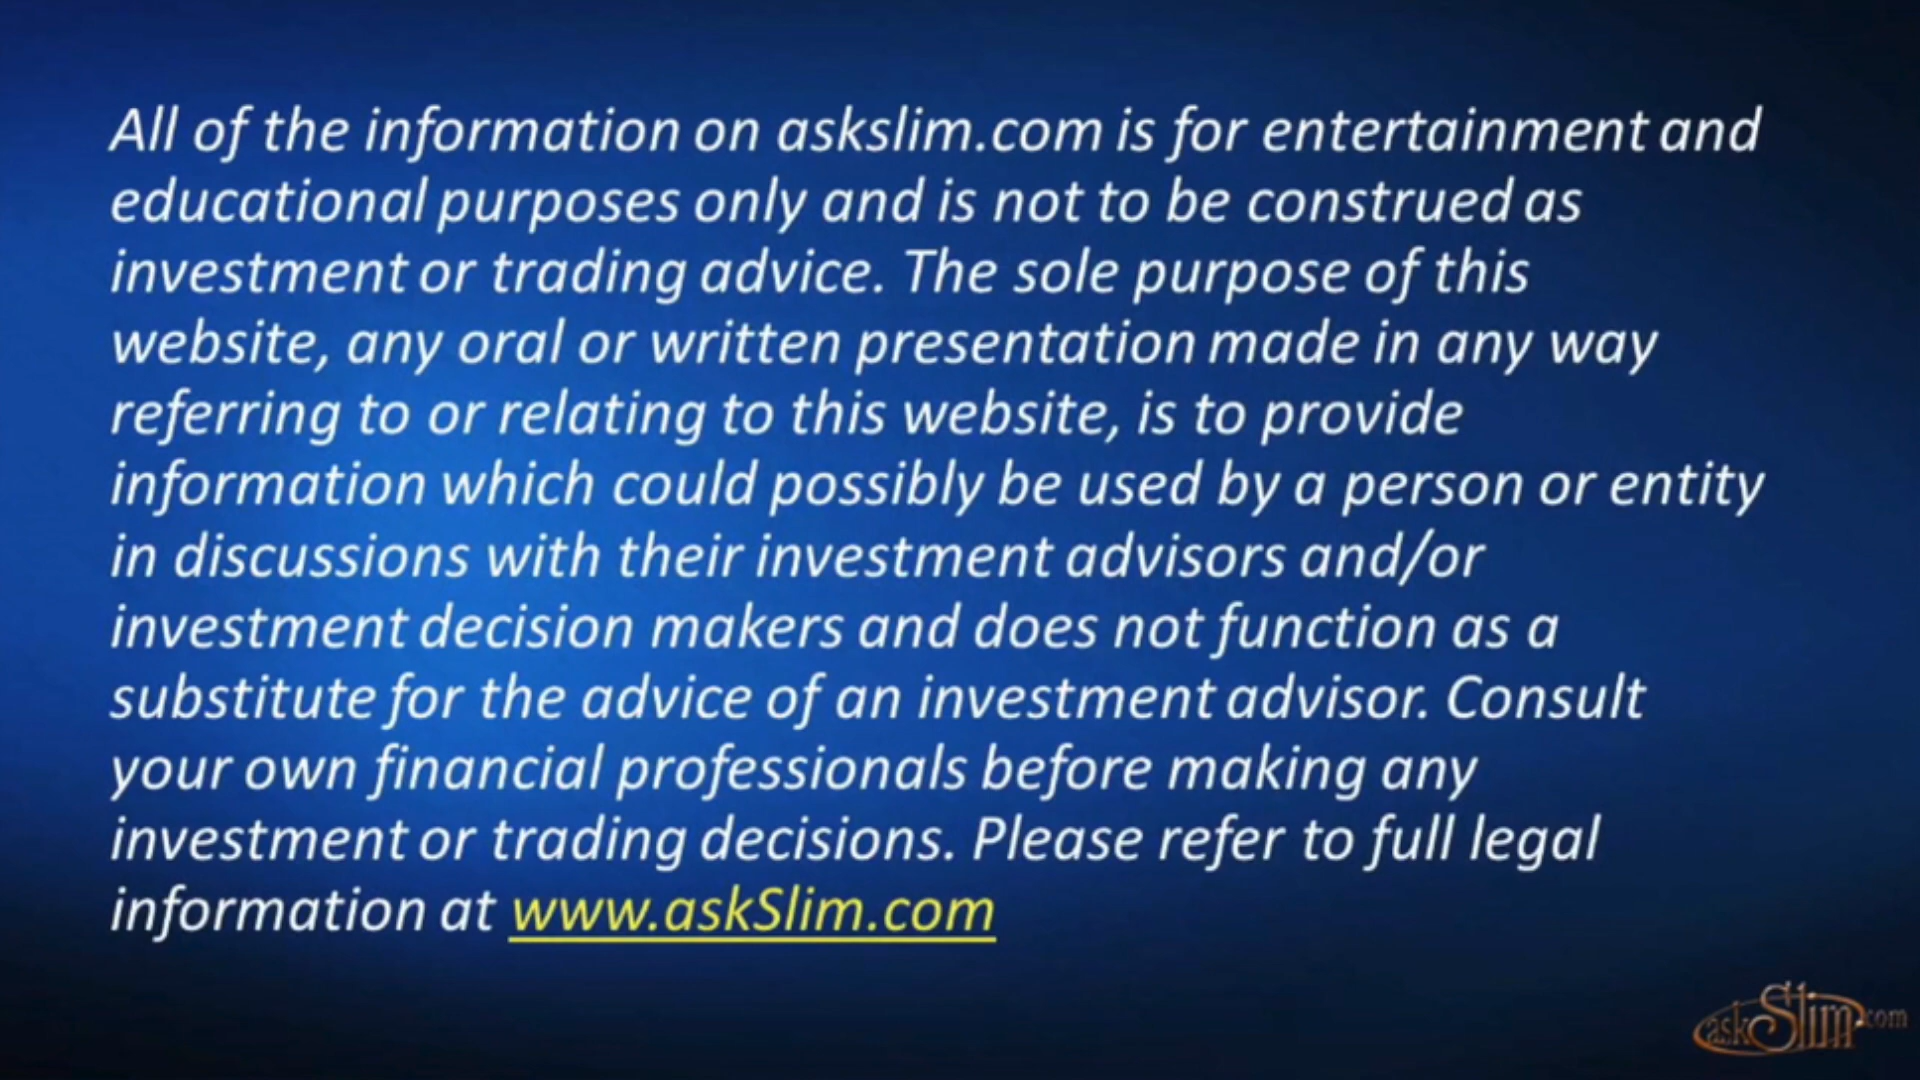 All of the information on askslim.com is for entertainment and
educational purposes only and is not to be construed as
investment or trading advice. The sole purpose of this
website, any oral or written presentation made in any way
referring to or relating to this website, is to provide
information which could possibly be used by a person or entity
in discussions with their investment advisors and/or
investment decision makers and does not function as a
substitute for the advice of an investment advisor. Consult
your own financial professionals before making any
investment or trading decisions. Please refer to full legal
information at www.askSlim.com
askSlim.com